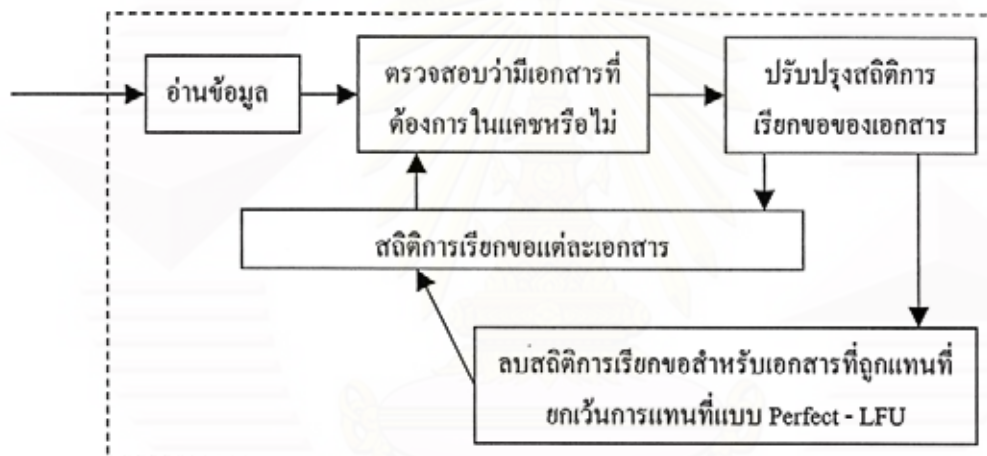 อ่านข้อมูล
ตรวจสอบว่ามีเอกสารที่
ต้องการในแคชหรือไม่
ปรับปรุงสถิติการ
เรียกขอของเอกสาร
สถิติการเรียกขอแต่ละเอกสาร
ลบสถิติการเรียกขอสำหรับเอกสารที่ถูกแทนที่
ยกเว้นการแทนที่แบบ Perfect - LFU